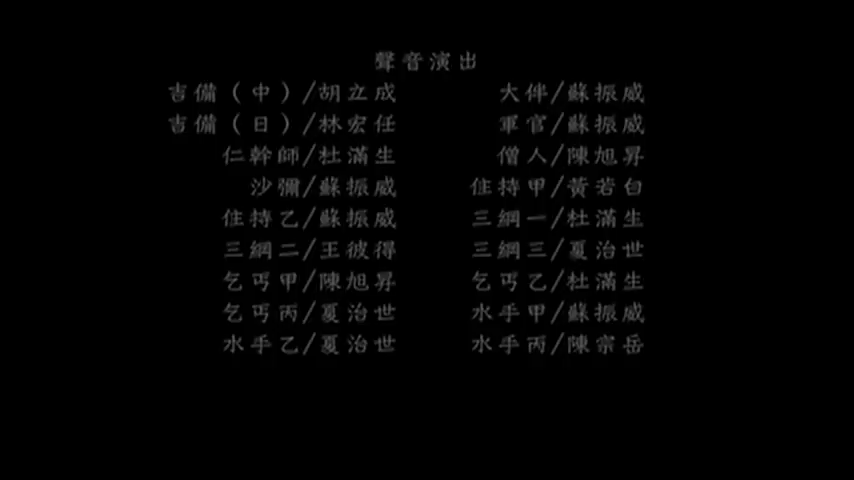 聲音演出
吉備（中）/胡立成 大伴/蘇振威
吉備（日）/林宏任 軍官/蘇振威
仁幹師/杜滿生 僧人/陳旭昇
沙彌/蘇振威 住持甲/黃若白
住持乙/蘇振威 三綱一/杜滿生
三綱二/王彼得 三綱三/夏治世
乞丐甲/陳旭昇 乞丐乙/杜滿生
乞丐丙/夏治世 水手甲/蘇振威
水手乙/夏治世 水手丙/陳宗岳